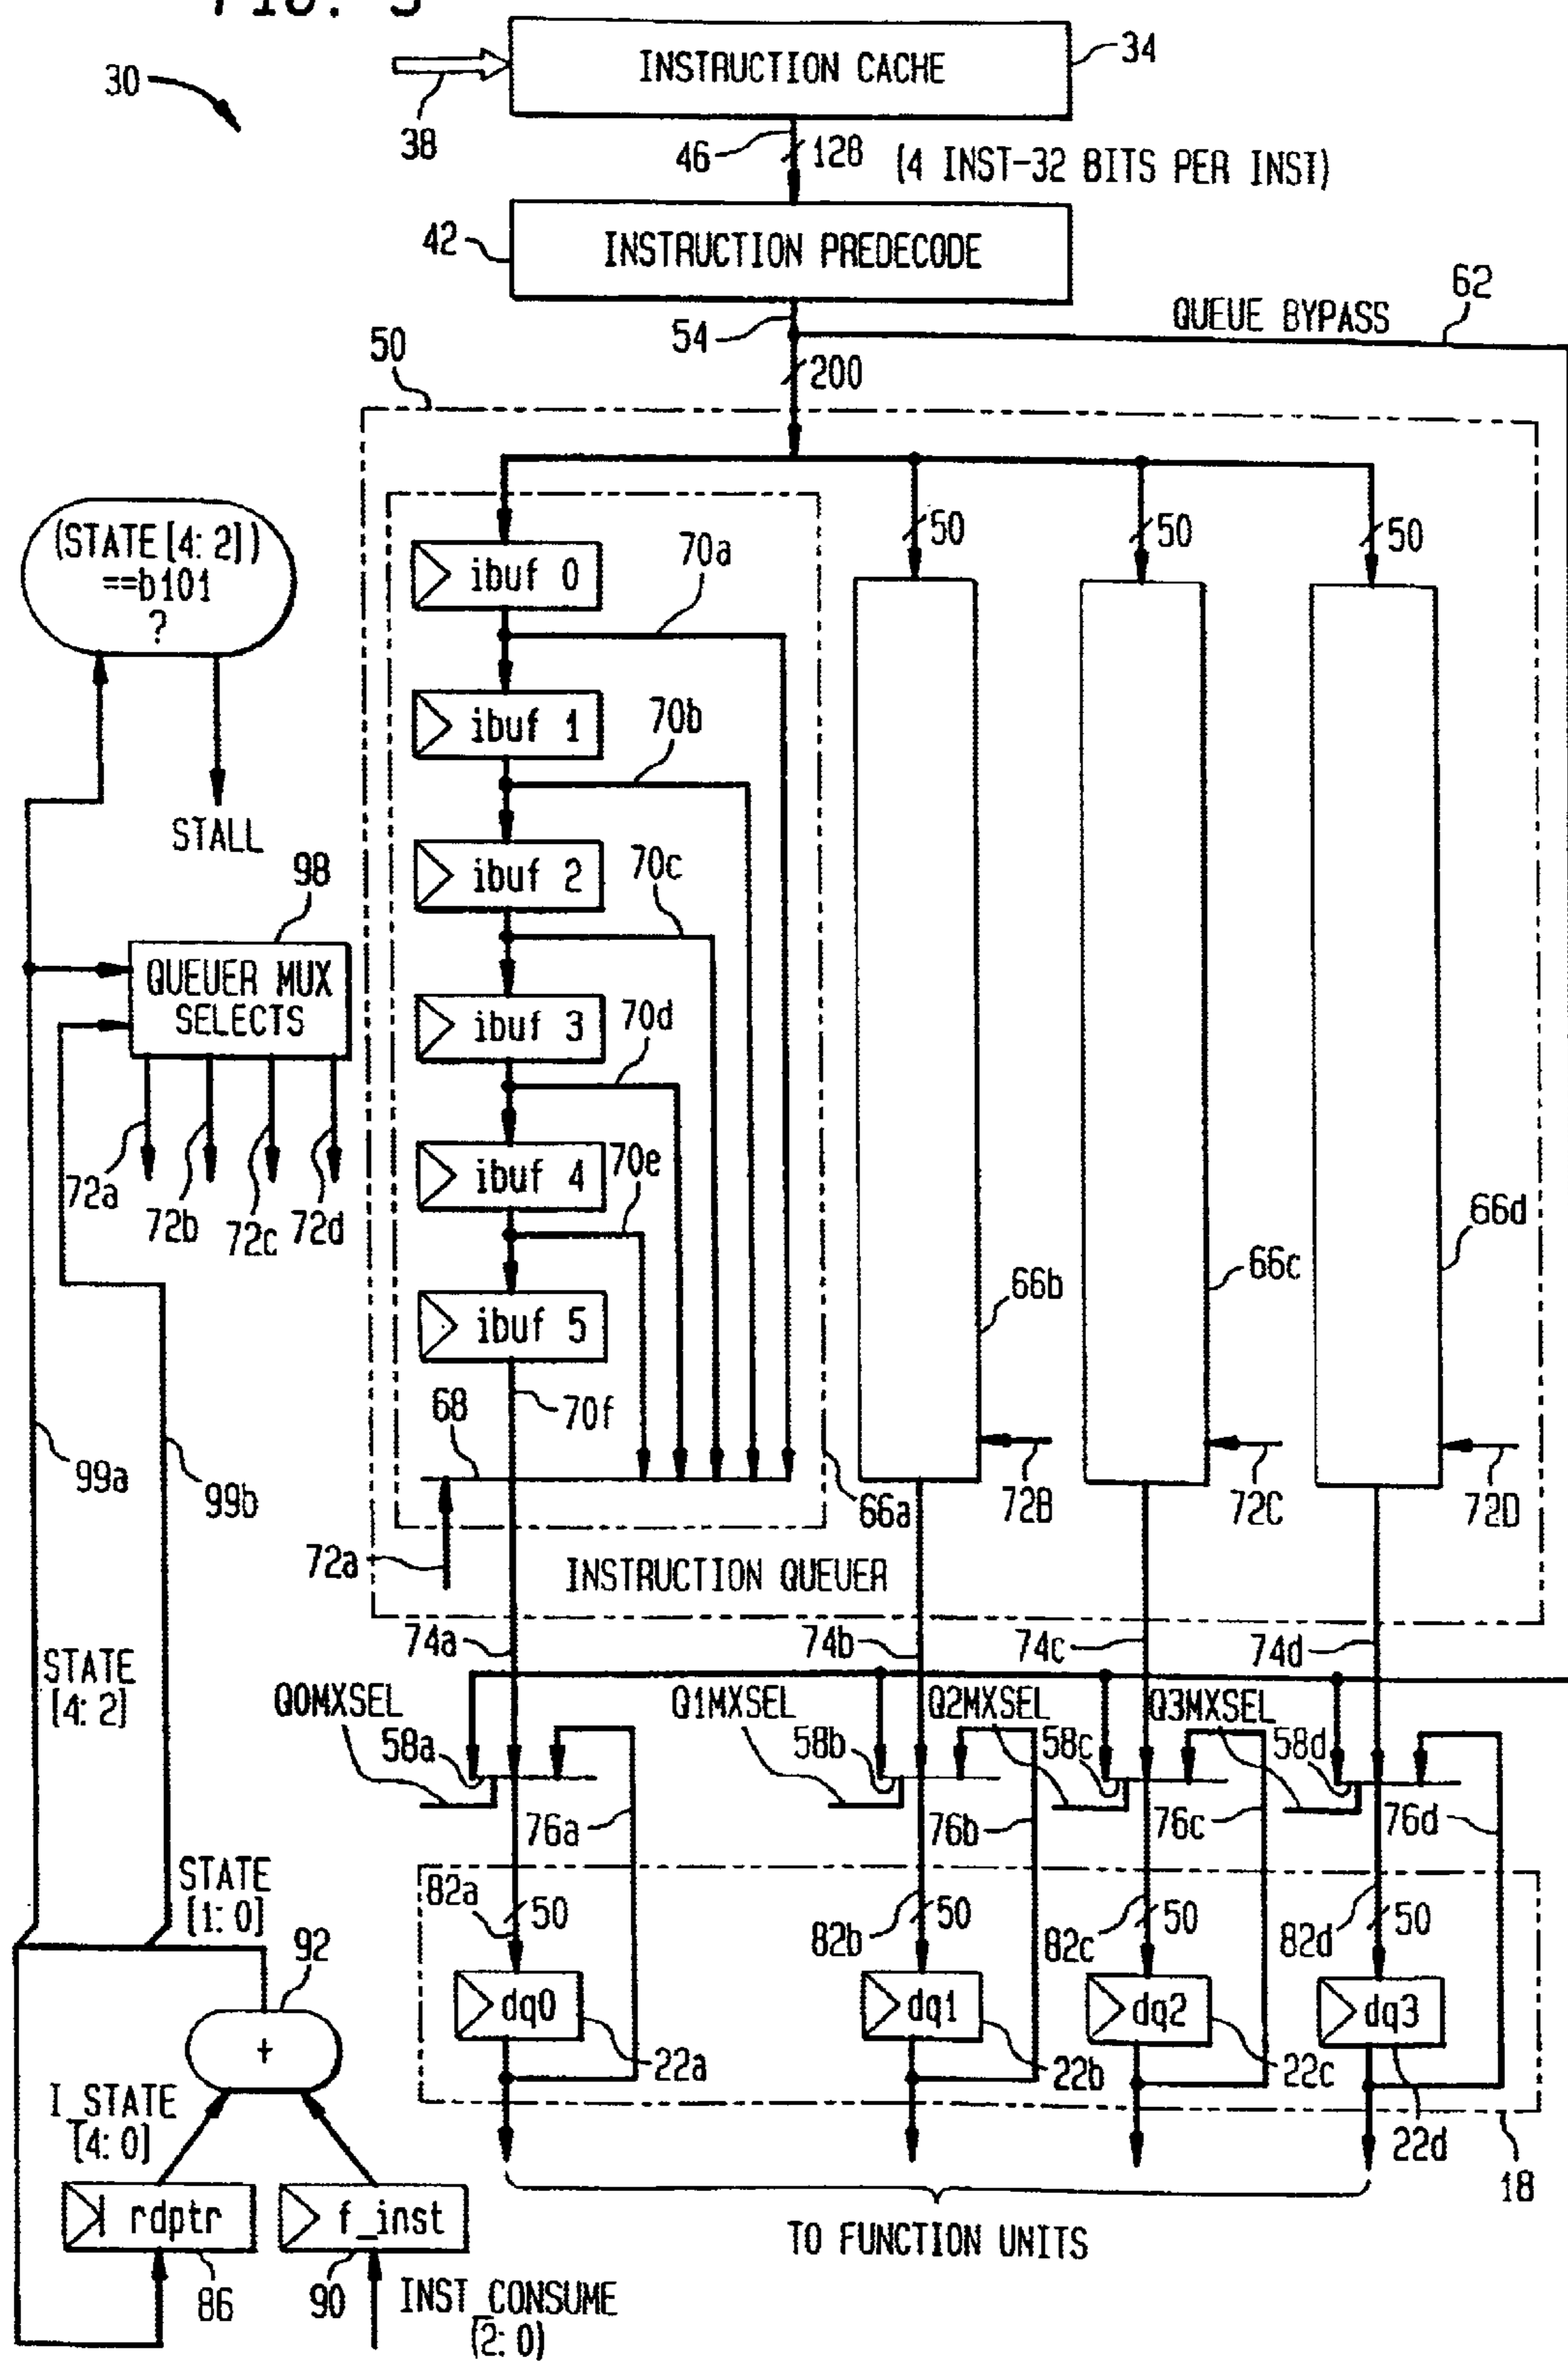 FIG. 3
30
INSTRUCTION CACHE
34
38
46
128
(4 INST-32 BITS PER INST)
42
INSTRUCTION PREDECODE
54
QUEUE BYPASS
62
50
200
(STATE[4:2])
==b101
?
STALL
ibuf 0
70a
50
50
50
ibuf 1
70b
ibuf 2
70c
98
QUEUER MUX
SELECTS
ibuf 3
70d
72a
72b
72c
72d
ibuf 4
70e
66d
66c
66b
ibuf 5
70f
68
99a
99b
66a
72B
72C
72D
72a
INSTRUCTION QUEUER
74a
74b
74c
74d
STATE
[4:2]
Q0MXSEL
Q1MXSEL
Q2MXSEL
Q3MXSEL
58a
58b
58c
58d
76a
76b
76c
76d
STATE
[1:0]
82a
50
82b
50
82c
50
82d
50
92
+
dq0
dq1
dq2
dq3
22a
22b
22c
22d
18
I_STATE
[4:0]
rdptr
f_inst
86
90
INST_CONSUME
(2:0)
TO FUNCTION UNITS